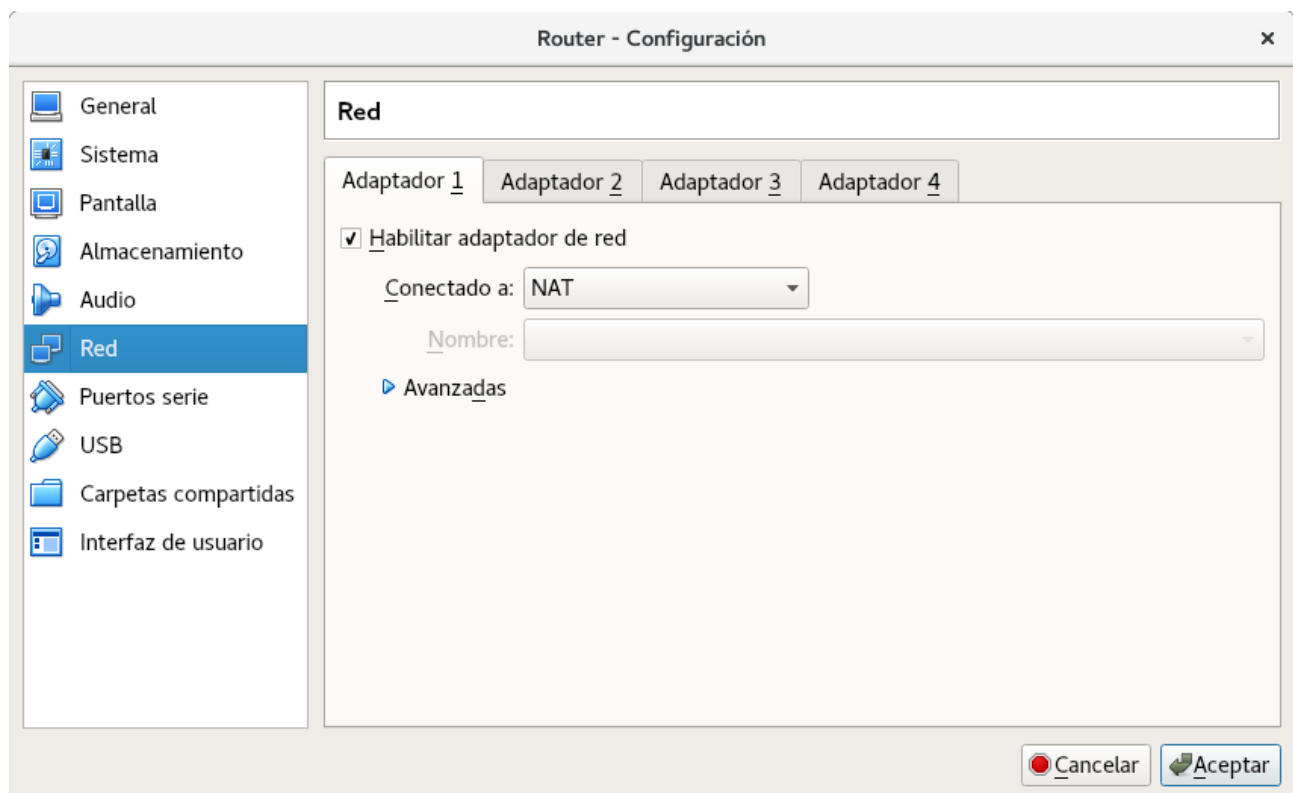 Router - Configuración
General
Sistema
Pantalla
Almacenamiento
Audio
Red
Puertos serie
USB
Carpetas compartidas
Interfaz de usuario
Red
Adaptador 1 Adaptador 2 Adaptador 3 Adaptador 4
Habilitar adaptador de red
Conectado a: NAT
Nombre:
Avanzadas
Cancelar Aceptar